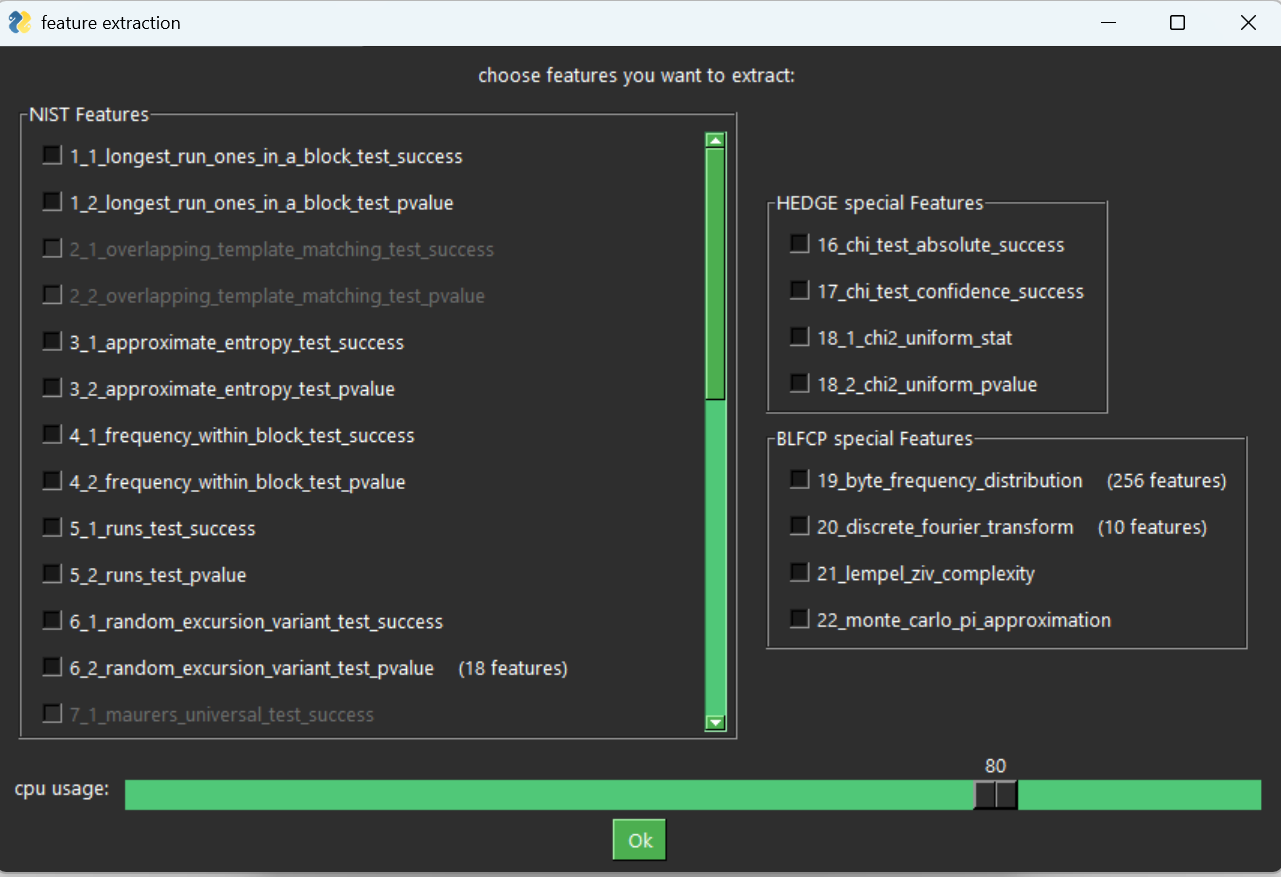 feature extraction
choose features you want to extract:
NIST Features
1_1_longest_run_ones_in_a_block_test_success
1_2_longest_run_ones_in_a_block_test_pvalue
2_1_overlapping_template_matching_test_success
2_2_overlapping_template_matching_test_pvalue
3_1_approximate_entropy_test_success
3_2_approximate_entropy_test_pvalue
4_1_frequency_within_block_test_success
4_2_frequency_within_block_test_pvalue
5_1_runs_test_success
5_2_runs_test_pvalue
6_1_random_excursion_variant_test_success
6_2_random_excursion_variant_test_pvalue (18 features)
7_1_maurers_universal_test_success
HEDGE special Features
16_chi_test_absolute_success
17_chi_test_confidence_success
18_1_chi2_uniform_stat
18_2_chi2_uniform_pvalue
BLFCP special Features
19_byte_frequency_distribution (256 features)
20_discrete_fourier_transform (10 features)
21_lempel_ziv_complexity
22_monte_carlo_pi_approximation
80
cpu usage:
Ok